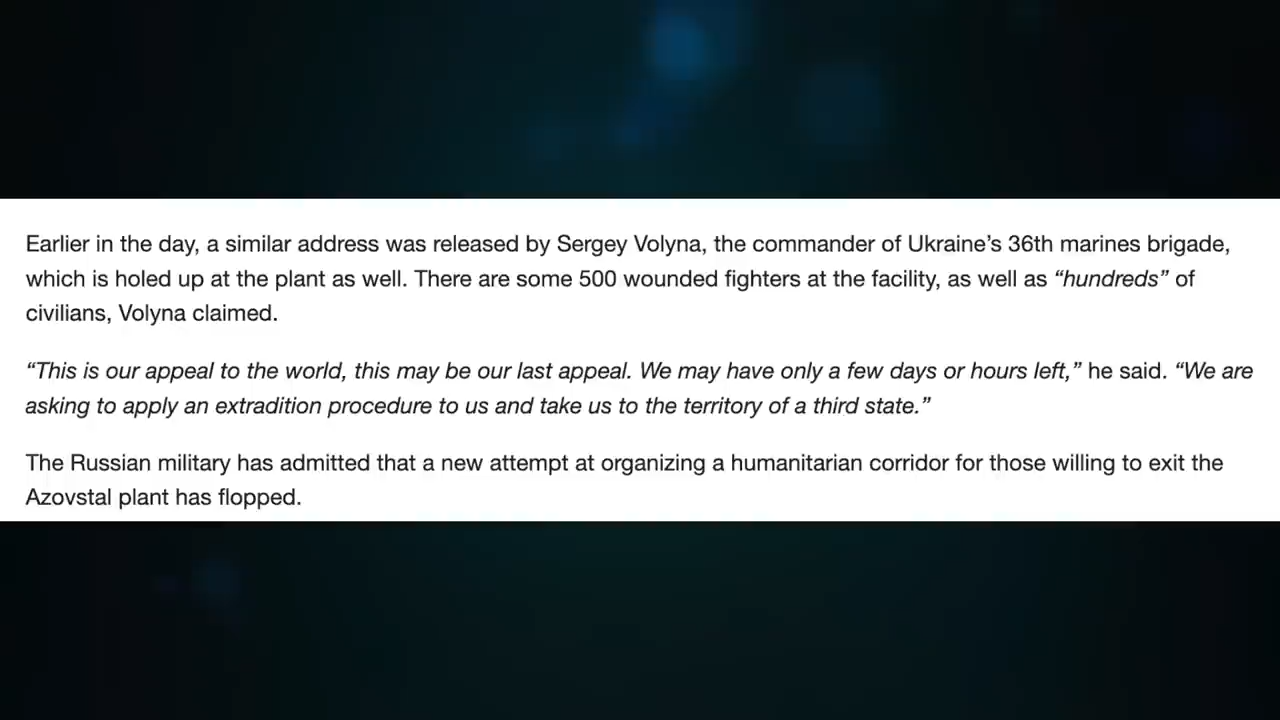 Earlier in the day, a similar address was released by Sergey Volyna, the commander of Ukraine’s 36th marines brigade,
which is holed up at the plant as well. There are some 500 wounded fighters at the facility, as well as “hundreds” of
civilians, Volyna claimed.
“This is our appeal to the world, this may be our last appeal. We may have only a few days or hours left,” he said. “We are
asking to apply an extradition procedure to us and take us to the territory of a third state.”
The Russian military has admitted that a new attempt at organizing a humanitarian corridor for those willing to exit the
Azovstal plant has flopped.